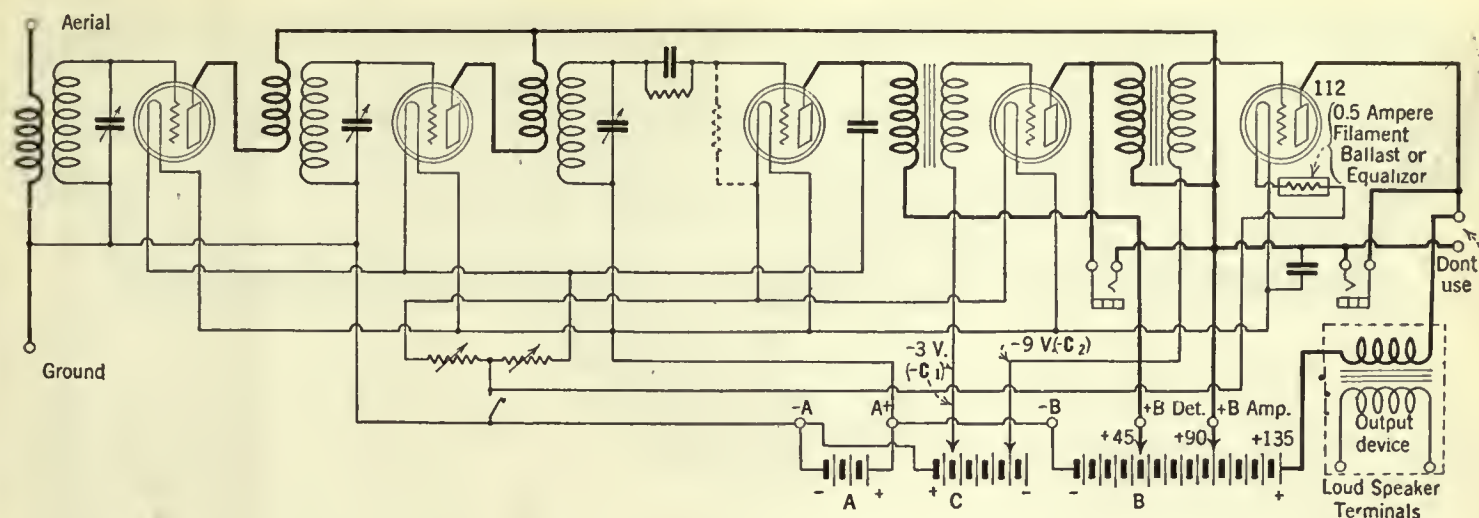 Aerial
Ground
112
0.5 Ampere
Filament
Ballast or
Equalizor
Dont
use
-3 V.
(-C1)
-9 V.(-C2)
-A
A+
-B
+B Det.
+B Amp.
+45
+90
+135
- A +
+ C -
- B +
Output
device
Loud Speaker
Terminals